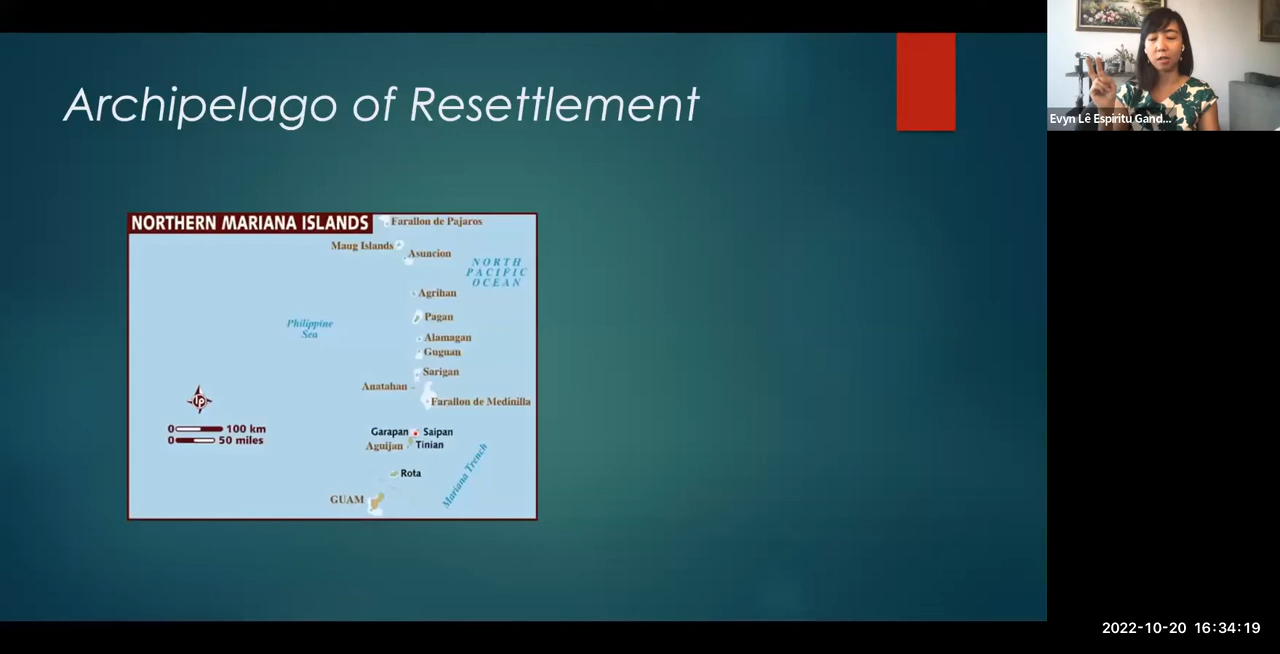 Archipelago of Resettlement
Evyn Lê Espiritu Gand...
NORTHERN MARIANA ISLANDS
Farallon de Pajaros
Maug Islands
Asuncion
NORTH
PACIFIC
OCEAN
Agrihan
Philippine
Sea
Pagan
Alamagan
Guguan
Sarigan
Anatahan
Farallon de Medinilla
LP
0 100 km
0 50 miles
Garapan Saipan
Aguijan Tinian
Mariana Trench
Rota
GUAM
2022-10-20 16:34:19